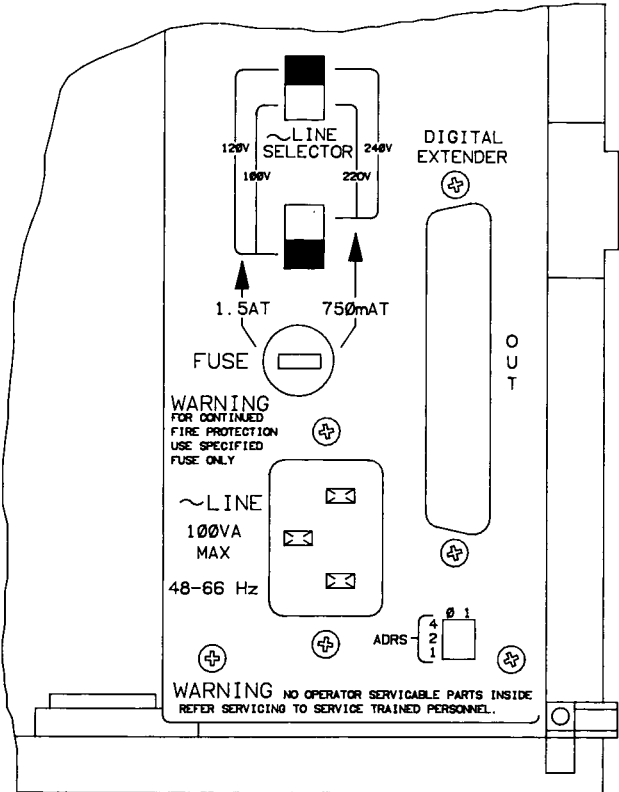 120V
100V
~LINE
SELECTOR
220V
240V
DIGITAL
EXTENDER
1.5AT
750mAT
FUSE
OUT
WARNING
FOR CONTINUED
FIRE PROTECTION
USE SPECIFIED
FUSE ONLY
~LINE
100VA
MAX
48-66 Hz
0 1
ADRS
4
2
1
WARNING NO OPERATOR SERVICABLE PARTS INSIDE
REFER SERVICING TO SERVICE TRAINED PERSONNEL.